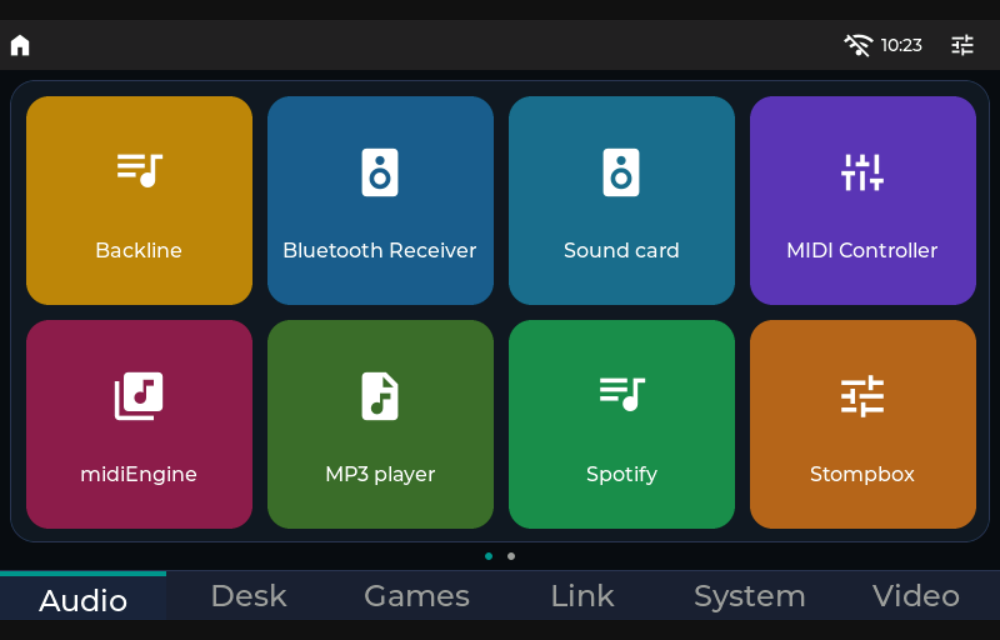 10:23
Backline
Bluetooth Receiver
Sound card
MIDI Controller
midiEngine
MP3 player
Spotify
Stompbox
Audio
Desk
Games
Link
System
Video